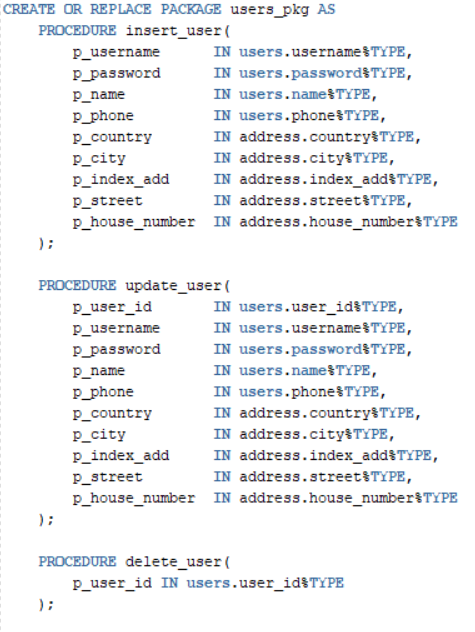 CREATE OR REPLACE PACKAGE users_pkg AS
    PROCEDURE insert_user(
        p_username      IN users.username%TYPE,
        p_password      IN users.password%TYPE,
        p_name          IN users.name%TYPE,
        p_phone         IN users.phone%TYPE,
        p_country       IN address.country%TYPE,
        p_city          IN address.city%TYPE,
        p_index_add     IN address.index_add%TYPE,
        p_street        IN address.street%TYPE,
        p_house_number  IN address.house_number%TYPE
    );

    PROCEDURE update_user(
        p_user_id       IN users.user_id%TYPE,
        p_username      IN users.username%TYPE,
        p_password      IN users.password%TYPE,
        p_name          IN users.name%TYPE,
        p_phone         IN users.phone%TYPE,
        p_country       IN address.country%TYPE,
        p_city          IN address.city%TYPE,
        p_index_add     IN address.index_add%TYPE,
        p_street        IN address.street%TYPE,
        p_house_number  IN address.house_number%TYPE
    );

    PROCEDURE delete_user(
        p_user_id IN users.user_id%TYPE
    );